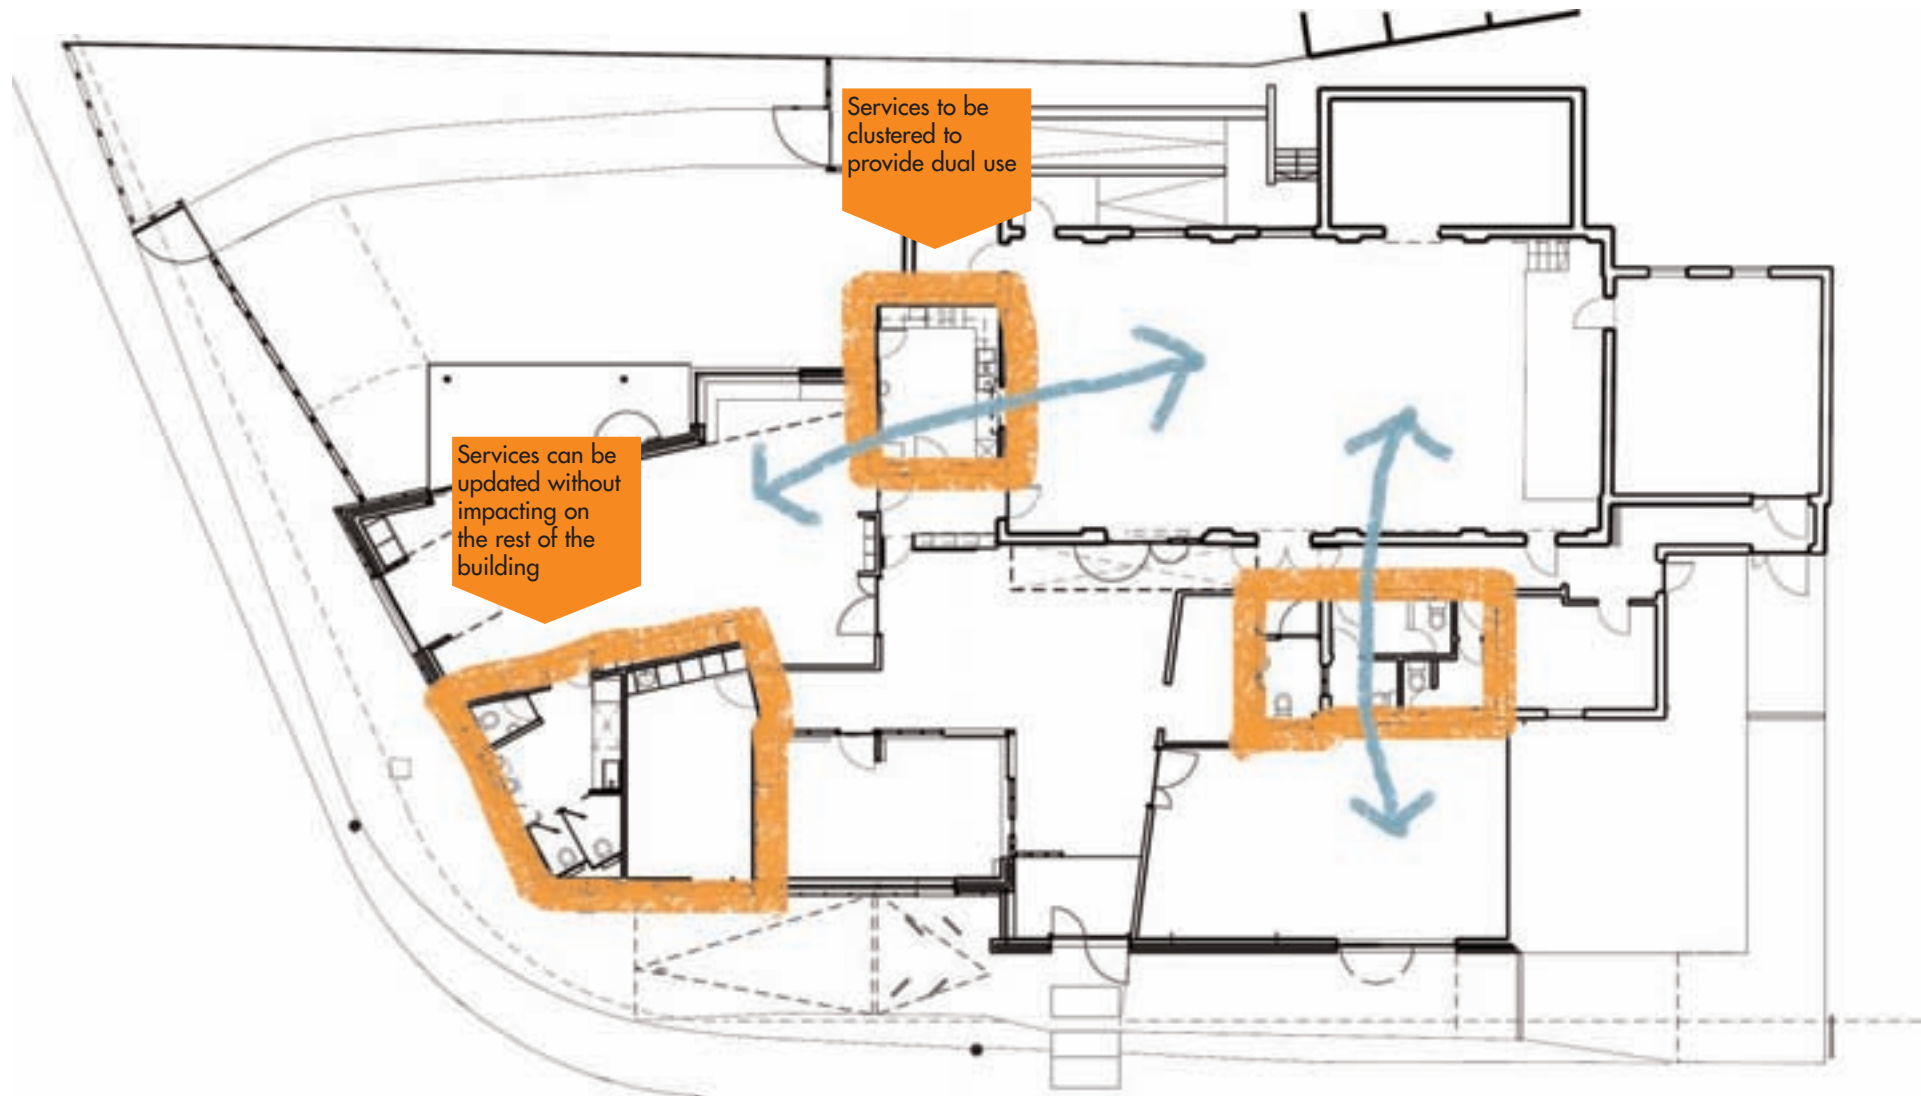 Services to be
clustered to
provide dual use
Services can be
updated without
impacting on
the rest of the
building